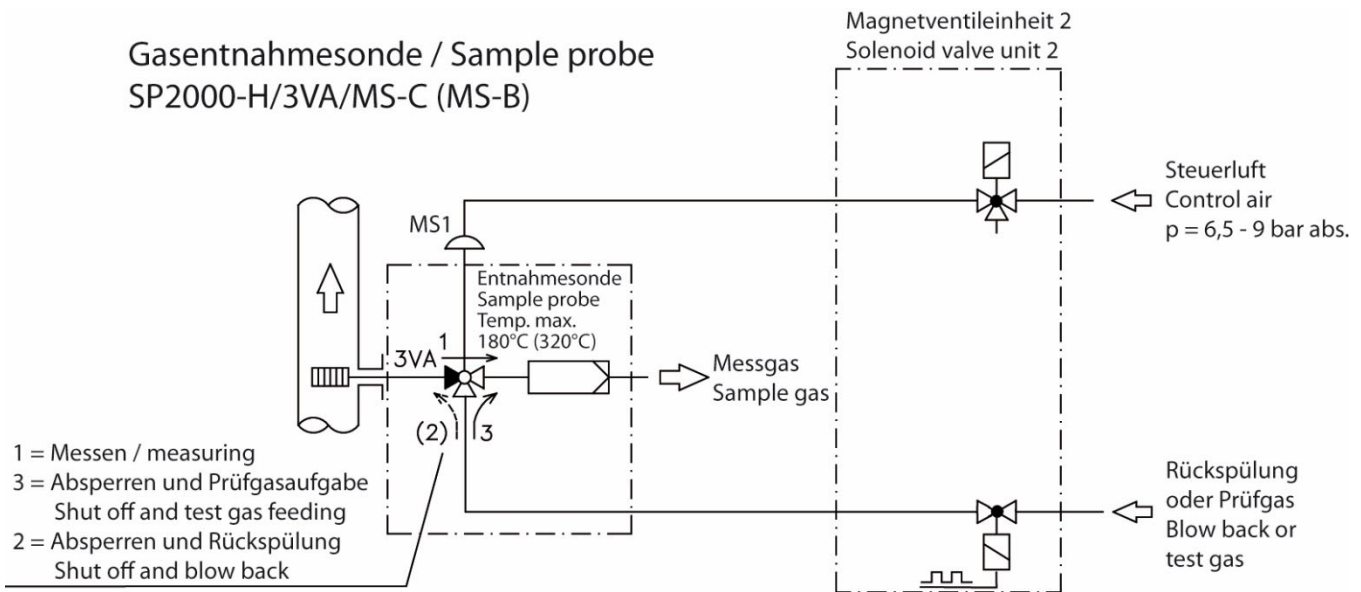 Gasentnahmesonde / Sample probe
SP2000-H/3VA/MS-C (MS-B)
Magnetventileinheit 2
Solenoid valve unit 2
Steuerluft
Control air
p = 6,5 - 9 bar abs.
MS1
Entnahmesonde
Sample probe
Temp. max.
180°C (320°C)
1
3VA
Messgas
Sample gas
(2)
3
1 = Messen / measuring
3 = Absperren und Prüfgasaufgabe
Shut off and test gas feeding
2 = Absperren und Rückspülung
Shut off and blow back
Rückspülung
oder Prüfgas
Blow back or
test gas